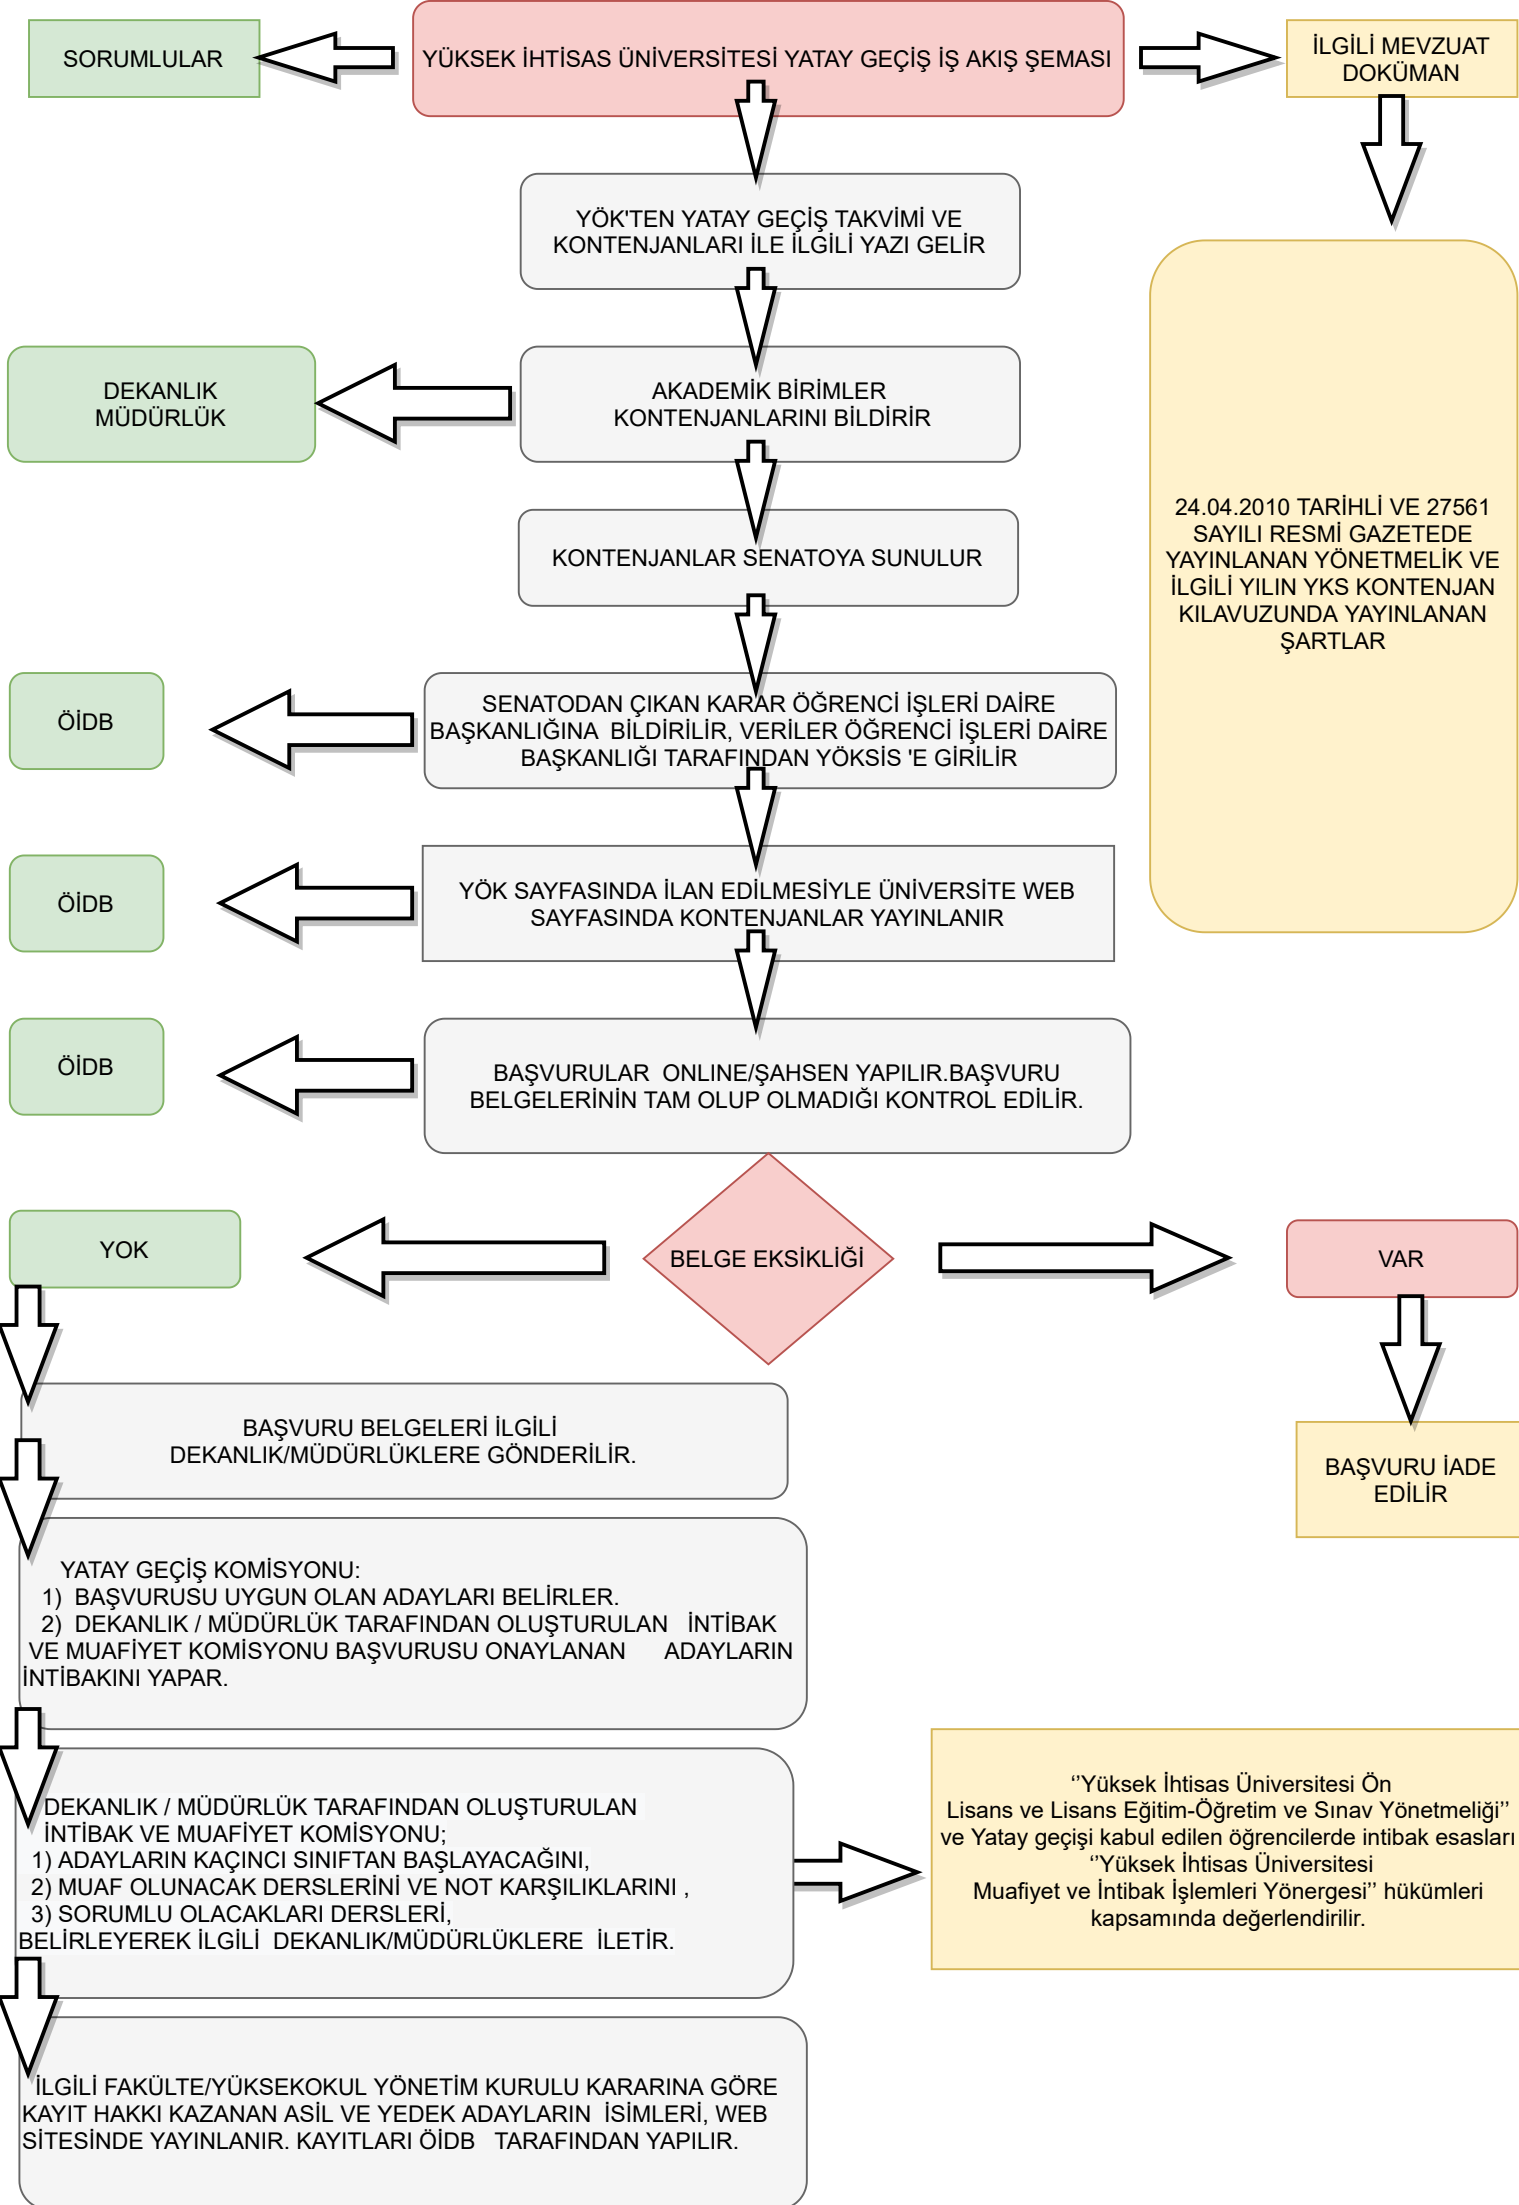 SORUMLULAR
YÜKSEK İHTİSAS ÜNİVERSİTESİ YATAY GEÇİŞ İŞ AKIŞ ŞEMASI
İLGİLİ MEVZUAT
DOKÜMAN
YÖK'TEN YATAY GEÇİŞ TAKVİMİ VE
KONTENJANLARI İLE İLGİLİ YAZI GELİR
DEKANLIK
MÜDÜRLÜK
AKADEMİK BİRİMLER
KONTENJANLARINI BİLDİRİR
24.04.2010 TARİHLİ VE 27561
SAYILI RESMİ GAZETEDE
YAYINLANAN YÖNETMELİK VE
İLGİLİ YILIN YKS KONTENJAN
KILAVUZUNDA YAYINLANAN
ŞARTLAR
KONTENJANLAR SENATOYA SUNULUR
ÖİDB
SENATODAN ÇIKAN KARAR ÖĞRENCİ İŞLERİ DAİRE
BAŞKANLIĞINA  BİLDİRİLİR, VERİLER ÖĞRENCİ İŞLERİ DAİRE
BAŞKANLIĞI TARAFINDAN YÖKSİS 'E GİRİLİR
ÖİDB
YÖK SAYFASINDA İLAN EDİLMESİYLE ÜNİVERSİTE WEB
SAYFASINDA KONTENJANLAR YAYINLANIR
ÖİDB
BAŞVURULAR  ONLINE/ŞAHSEN YAPILIR.BAŞVURU
BELGELERİNİN TAM OLUP OLMADIĞI KONTROL EDİLİR.
YOK
BELGE EKSİKLİĞİ
VAR
BAŞVURU BELGELERİ İLGİLİ
DEKANLIK/MÜDÜRLÜKLERE GÖNDERİLİR.
BAŞVURU İADE
EDİLİR
YATAY GEÇİŞ KOMİSYONU:
1)  BAŞVURUSU UYGUN OLAN ADAYLARI BELİRLER.
2)  DEKANLIK / MÜDÜRLÜK TARAFINDAN OLUŞTURULAN   İNTİBAK
VE MUAFİYET KOMİSYONU BAŞVURUSU ONAYLANAN      ADAYLARIN
İNTİBAKINI YAPAR.
DEKANLIK / MÜDÜRLÜK TARAFINDAN OLUŞTURULAN
İNTİBAK VE MUAFİYET KOMİSYONU;
1) ADAYLARIN KAÇINCI SINIFTAN BAŞLAYACAĞINI,
2) MUAF OLUNACAK DERSLERİNİ VE NOT KARŞILIKLARINI ,
3) SORUMLU OLACAKLARI DERSLERİ,
BELİRLEYEREK İLGİLİ  DEKANLIK/MÜDÜRLÜKLERE  İLETİR.
‘’Yüksek İhtisas Üniversitesi Ön
Lisans ve Lisans Eğitim-Öğretim ve Sınav Yönetmeliği’’
ve Yatay geçişi kabul edilen öğrencilerde intibak esasları
‘’Yüksek İhtisas Üniversitesi
Muafiyet ve İntibak İşlemleri Yönergesi’’ hükümleri
kapsamında değerlendirilir.
İLGİLİ FAKÜLTE/YÜKSEKOKUL YÖNETİM KURULU KARARINA GÖRE
KAYIT HAKKI KAZANAN ASİL VE YEDEK ADAYLARIN  İSİMLERİ, WEB
SİTESİNDE YAYINLANIR. KAYITLARI ÖİDB   TARAFINDAN YAPILIR.